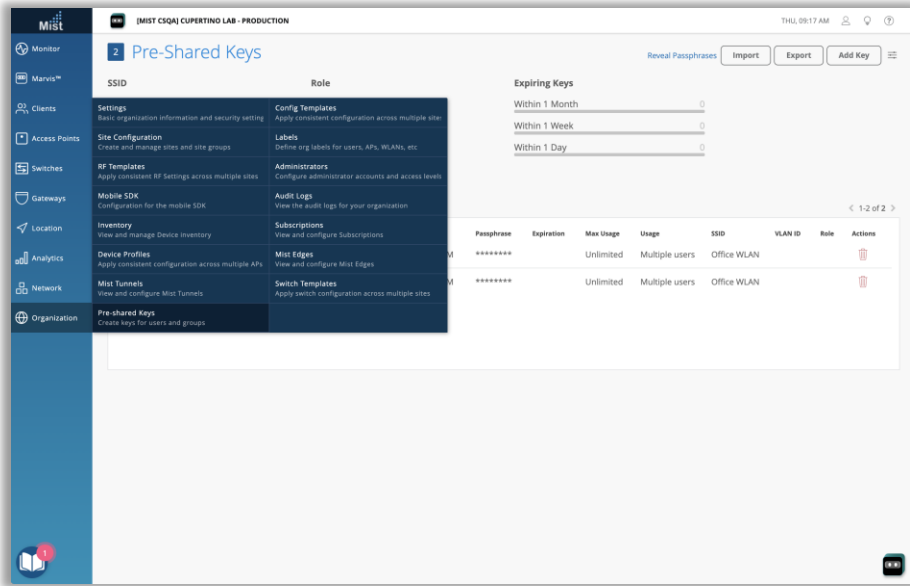 Mist
[MIST CSQA] CUPERTINO LAB - PRODUCTION
THU, 09:17 AM
Monitor
Marvis™
Clients
Access Points
Switches
Gateways
Location
Analytics
Network
Organization
1
2 Pre-Shared Keys
Reveal Passphrases
Import
Export
Add Key
SSID
Role
Expiring Keys
Within 1 Month 0
Within 1 Week 0
Within 1 Day 0
Settings
Basic organization information and security setting
Config Templates
Apply consistent configuration across multiple site
Site Configuration
Create and manage sites and site groups
Labels
Define org labels for users, APs, WLANs, etc
RF Templates
Apply consistent RF Settings across multiple sites
Administrators
Configure administrator accounts and access levels
Mobile SDK
Configuration for the mobile SDK
Audit Logs
View the audit logs for your organization
Inventory
View and manage Device inventory
Subscriptions
View and configure Subscriptions
Device Profiles
Apply consistent configuration across multiple APs
Mist Edges
View and configure Mist Edges
Mist Tunnels
View and configure Mist Tunnels
Switch Templates
Apply switch configuration across multiple sites
Pre-shared Keys
Create keys for users and groups
< 1-2 of 2 >
Passphrase Expiration Max Usage Usage SSID VLAN ID Role Actions
M ******** Unlimited Multiple users Office WLAN
M ******** Unlimited Multiple users Office WLAN